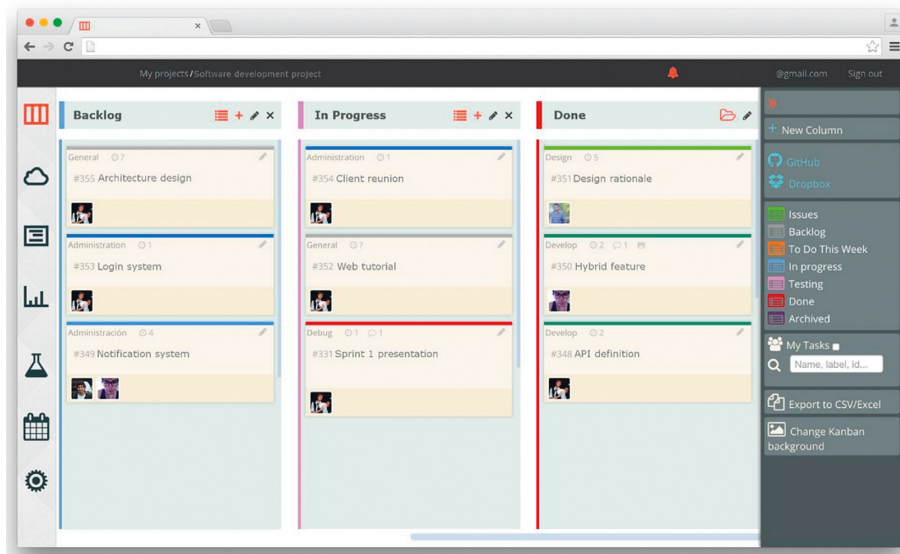 My projects/Software development project
@gmail.com
Sign out
Backlog
General 7
#355 Architecture design
Administration 1
#353 Login system
Administración 4
#349 Notification system
In Progress
Administration 1
#354 Client reunion
General 7
#352 Web tutorial
Debug 1 1
#331 Sprint 1 presentation
Done
Design 5
#351 Design rationale
Develop 2 1
#350 Hybrid feature
Develop 2
#348 API definition
+ New Column
GitHub
Dropbox
Issues
Backlog
To Do This Week
In progress
Testing
Done
Archived
My Tasks
Name, label, id...
Export to CSV/Excel
Change Kanban
background